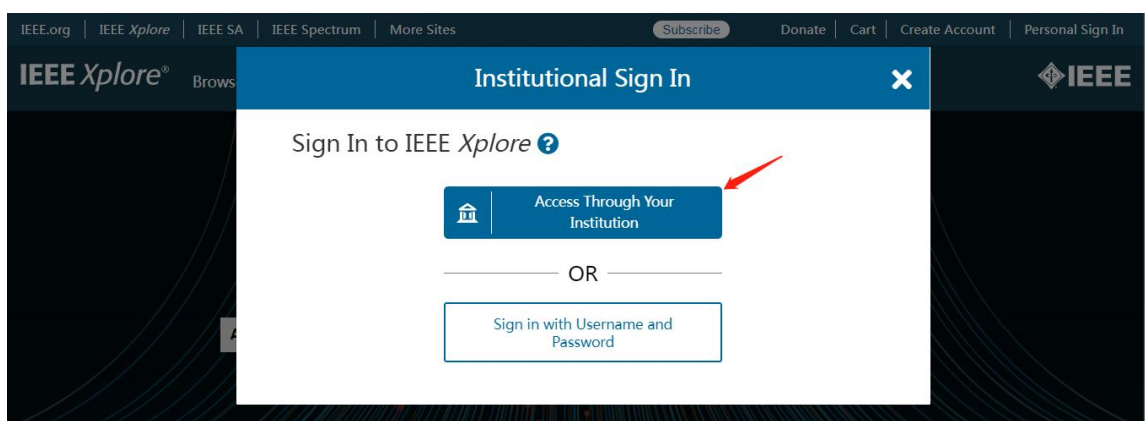 IEEE.org IEEE Xplore IEEE SA IEEE Spectrum More Sites Subscribe Donate Cart Create Account Personal Sign In
IEEE Xplore® Brows Institutional Sign In IEEE
Sign In to IEEE Xplore
Access Through Your
Institution
OR
A
Sign in with Username and
Password